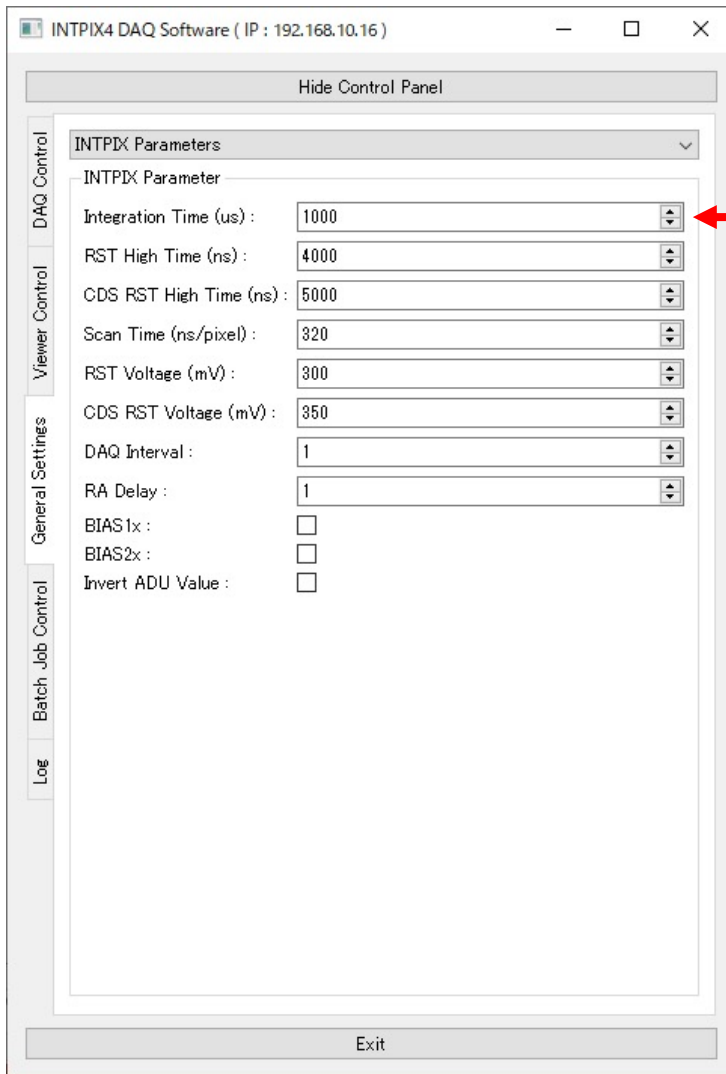 INTPIX4 DAQ Software ( IP : 192.168.10.16 )
Hide Control Panel
DAQ Control
Viewer Control
General Settings
Batch Job Control
Log
INTPIX Parameters
INTPIX Parameter
Integration Time (us) : 1000
RST High Time (ns) : 4000
CDS RST High Time (ns) : 5000
Scan Time (ns/pixel) : 320
RST Voltage (mV) : 300
CDS RST Voltage (mV) : 350
DAQ Interval : 1
RA Delay : 1
BIAS1x :
BIAS2x :
Invert ADU Value :
Exit